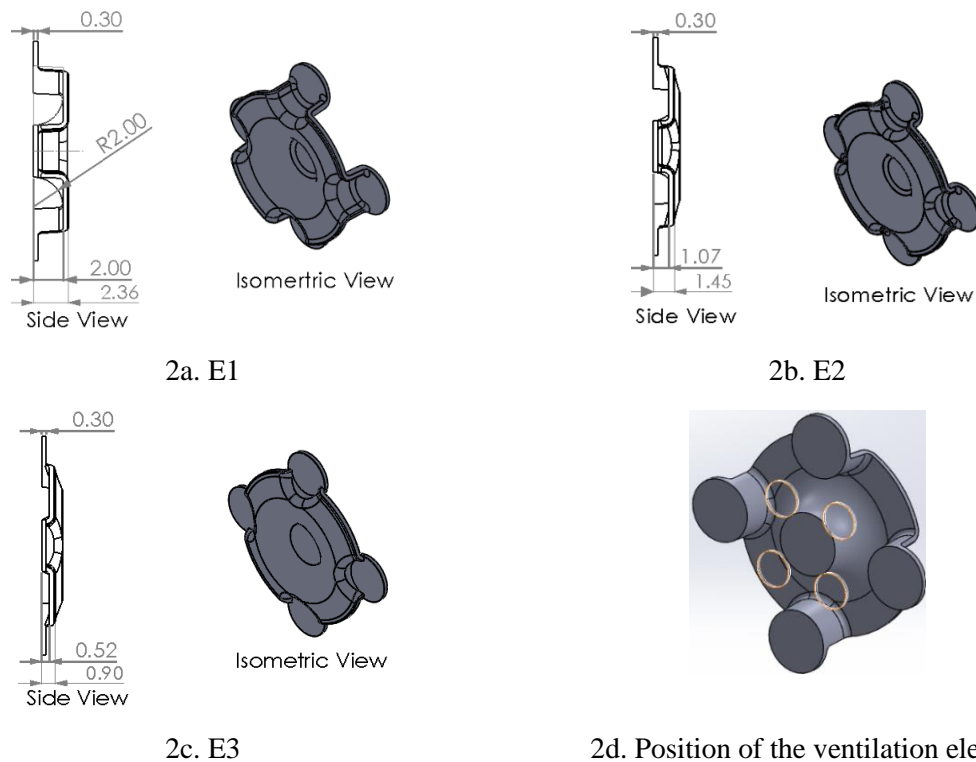 0.30
R2.00
2.00
2.36
Isomertric View
Side View
2a. E1
0.30
1.07
1.45
Isometric View
Side View
2b. E2
0.30
0.52
0.90
Isometric View
Side View
2c. E3
2d. Position of the ventilation ele